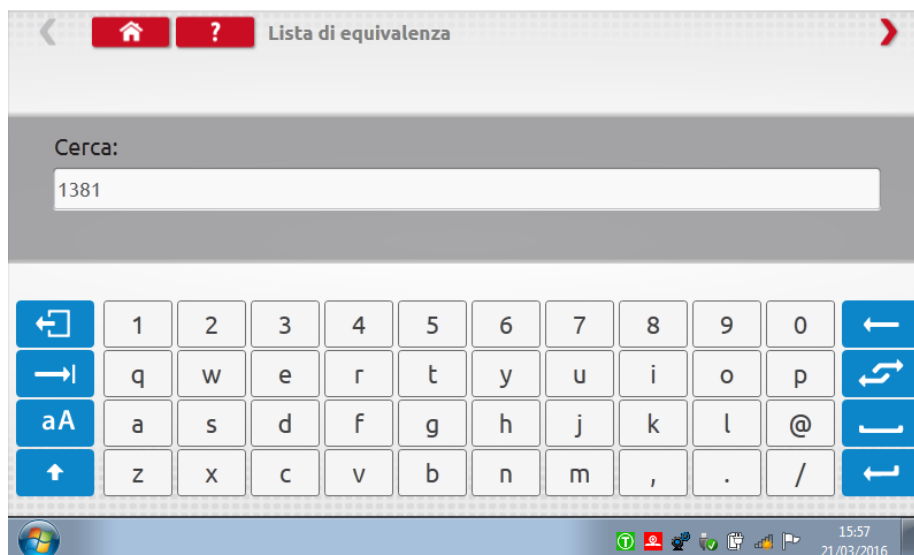 ? Lista di equivalenza
Cerca:
1381
1 2 3 4 5 6 7 8 9 0
q w e r t y u i o p
aA a s d f g h j k l @
z x c v b n m , . /
15:57
21/03/2016